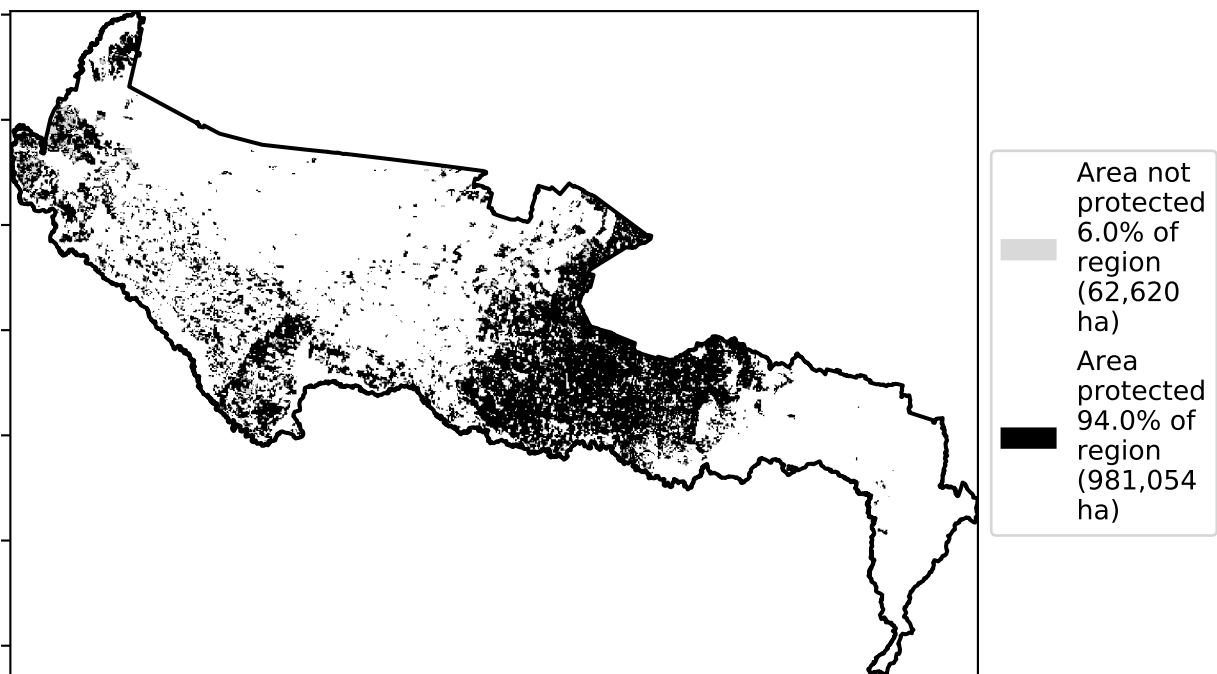 Area not
protected
6.0% of
region
(62,620
ha)
Area
protected
94.0% of
region
(981,054
ha)